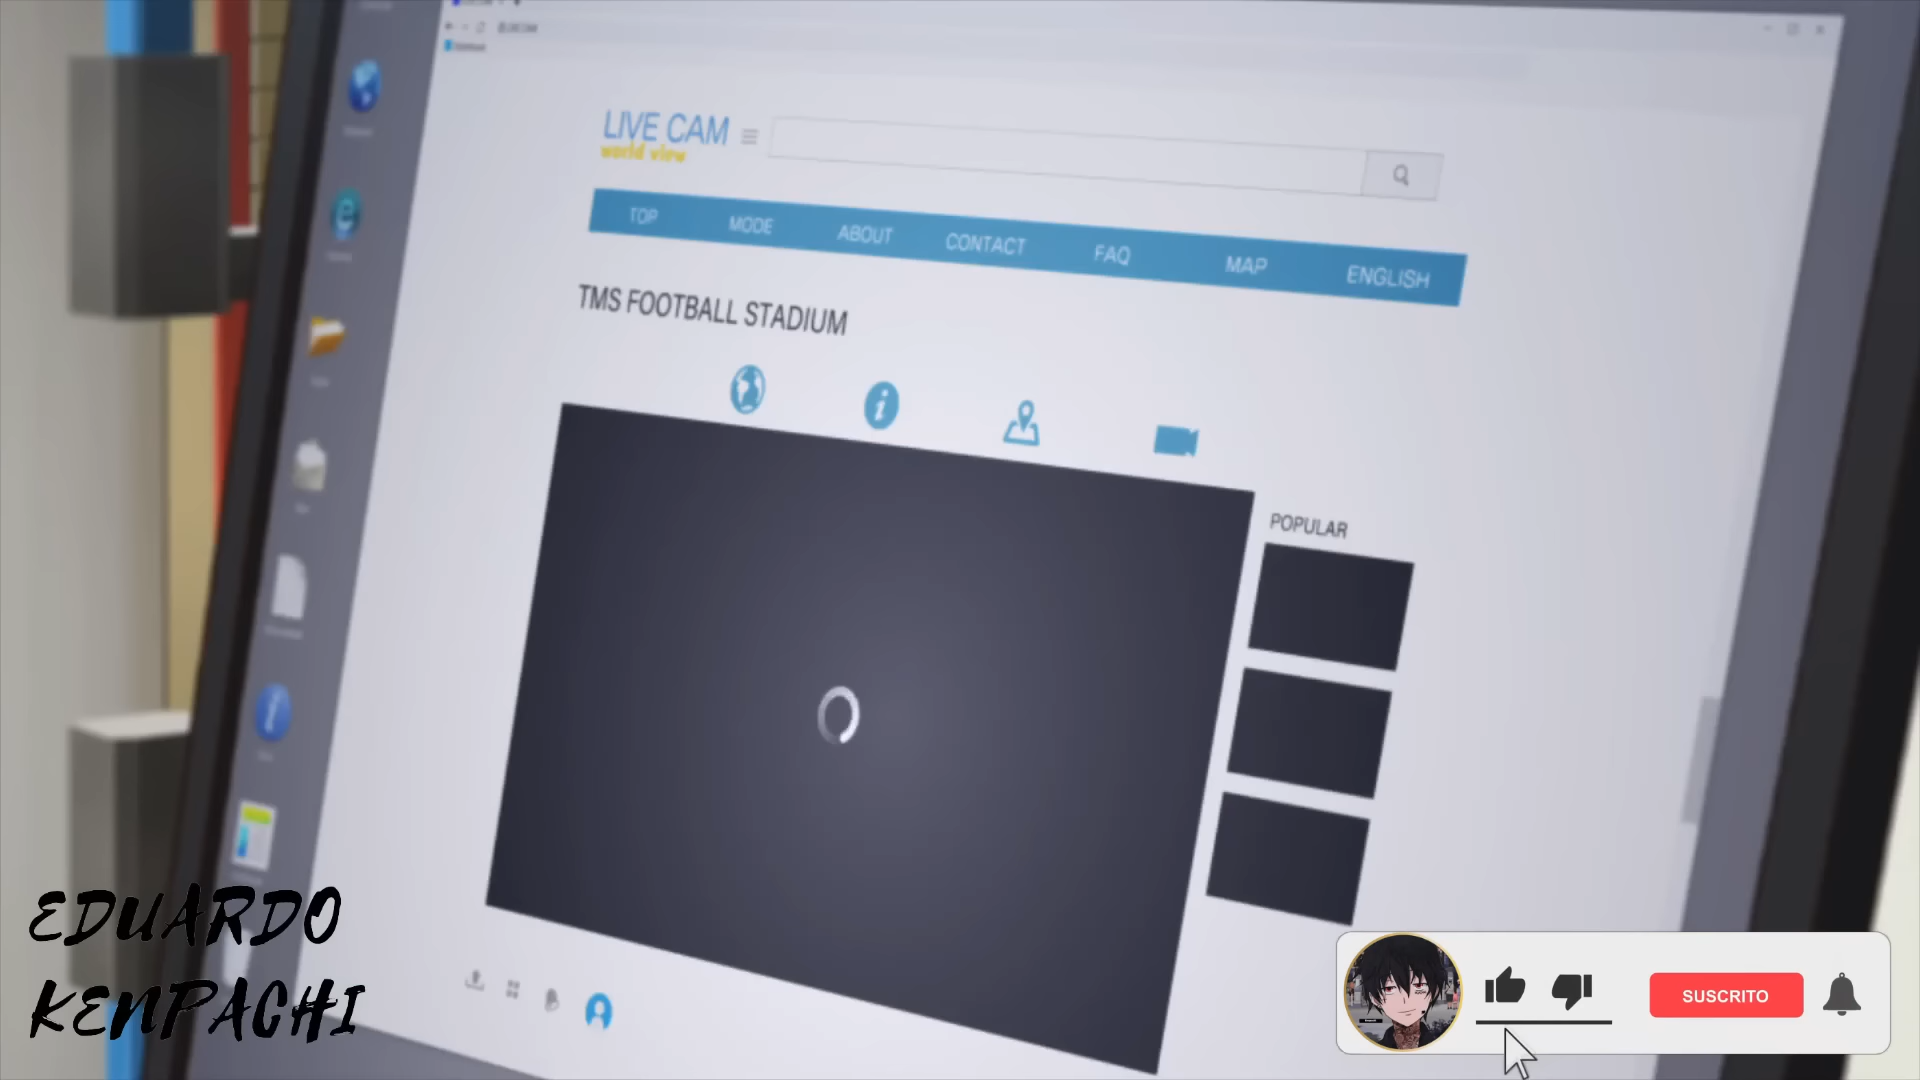 LIVE CAM
world view
TOP MODE ABOUT CONTACT FAQ MAP ENGLISH
TMS FOOTBALL STADIUM
POPULAR
EDUARDO
KENPACHI
SUSCRITO